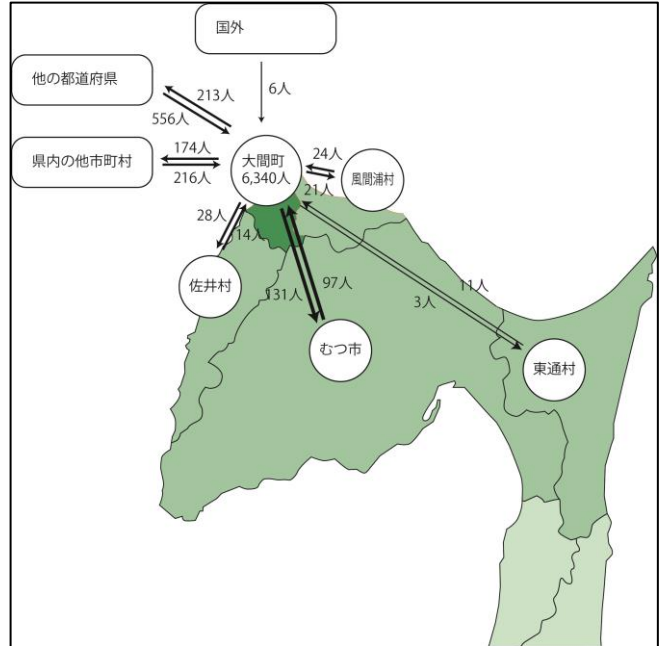 国外
他の都道府県
6人
213人
556人
県内の他市町村
174人
216人
大間町
6,340人
24人
21人
風間浦村
28人
14人
佐井村
131人
97人
むつ市
11人
3人
東通村